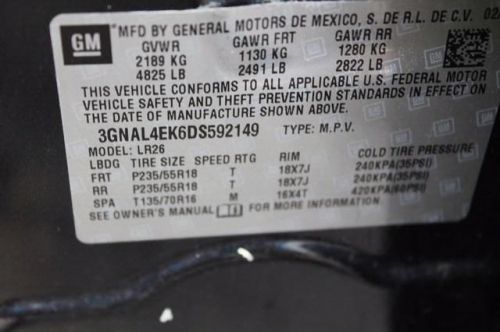 GM
MFD BY GENERAL MOTORS DE MEXICO, S. DE R.L. DE C.V. 02
GVWR GAWR FRT GAWR RR
2189 KG 1130 KG 1280 KG
4825 LB 2491 LB 2822 LB
THIS VEHICLE CONFORMS TO ALL APPLICABLE U.S. FEDERAL MOTOR
VEHICLE SAFETY AND THEFT PREVENTION STANDARDS IN EFFECT ON
THE DATE OF MANUFACTURE SHOWN ABOVE.
3GNAL4EK6DS592149 TYPE: M.P.V.
MODEL: LR26
LBDG TIRE SIZE SPEED RTG RIM COLD TIRE PRESSURE
FRT P235/55R18 T 18X7J 240KPA(35PSI)
RR P235/55R18 T 18X7J 240KPA(35PSI)
SPA T135/70R16 M 16X4T 420KPA(60PSI)
SEE OWNER'S MANUAL FOR MORE INFORMATION.